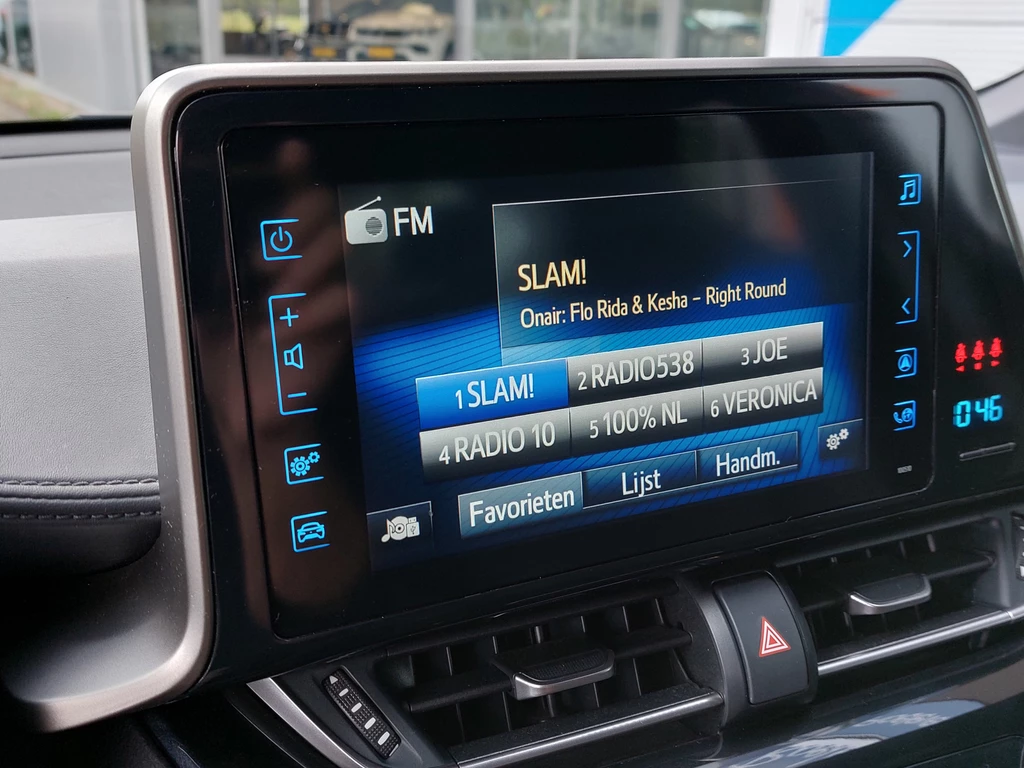 FM
SLAM!
Onair: Flo Rida & Kesha - Right Round
1 SLAM!
2 RADIO538
3 JOE
4 RADIO 10
5 100% NL
6 VERONICA
Favorieten
Lijst
Handm.
0:46